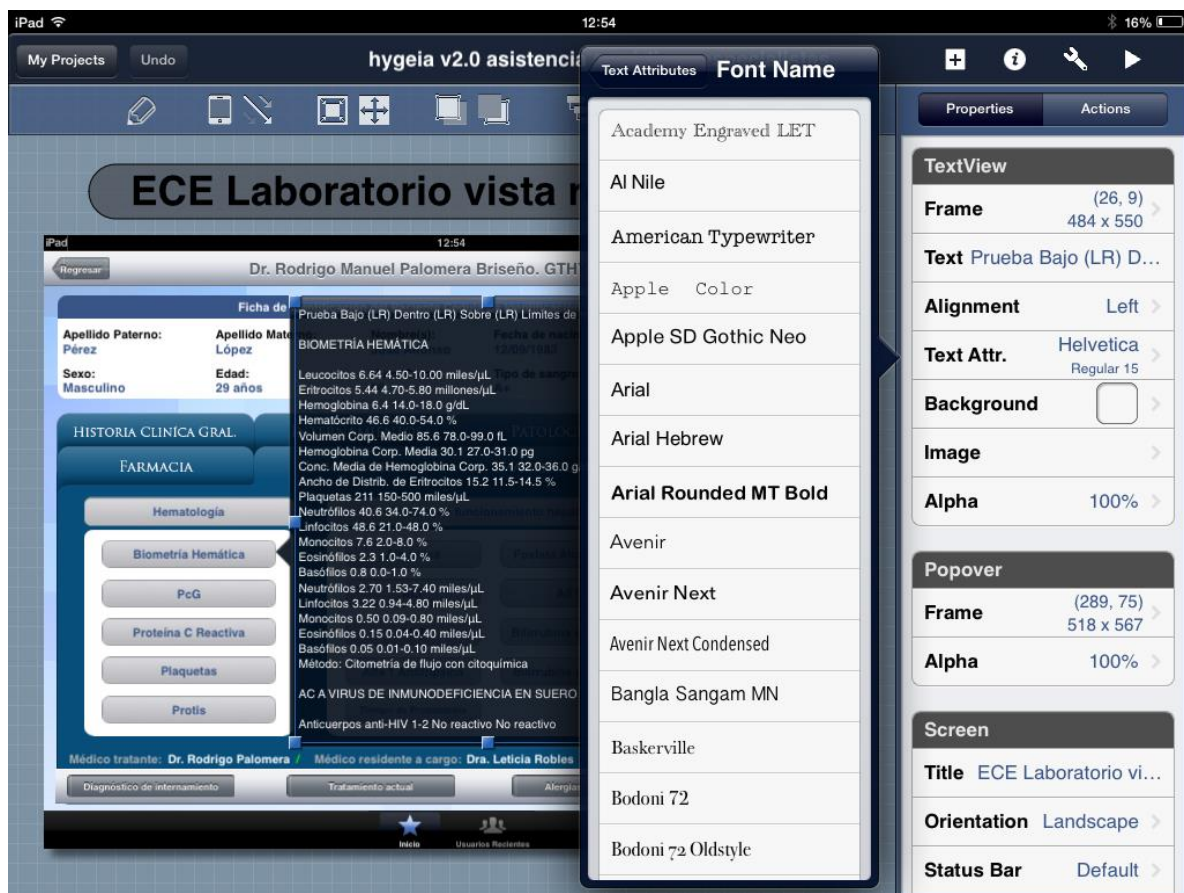 iPad 12:54 16%
My Projects Undo hygeia v2.0 asistencia
Text Attributes Font Name
Academy Engraved LET
Al Nile
American Typewriter
Apple Color
Apple SD Gothic Neo
Arial
Arial Hebrew
Arial Rounded MT Bold
Avenir
Avenir Next
Avenir Next Condensed
Bangla Sangam MN
Baskerville
Bodoni 72
Bodoni 72 Oldstyle
ECE Laboratorio vista
iPad 12:54
Regresar Dr. Rodrigo Manuel Palomera Briseño. GTH
Ficha de
Apellido Paterno: Apellido Mate
Pérez López
Sexo: Edad:
Masculino 29 años
HISTORIA CLINÍCA GRAL.
FARMACIA
Hematología
Biometría Hemática
PcG
Proteína C Reactiva
Plaquetas
Protis
Prueba Bajo (LR) Dentro (LR) Sobre (LR) Limites de
BIOMETRÍA HEMÁTICA
Leucocitos 6.64 4.50-10.00 miles/µL
Eritrocitos 5.44 4.70-5.80 millones/µL
Hemoglobina 6.4 14.0-18.0 g/dL
Hematócrito 46.6 40.0-54.0 %
Volumen Corp. Medio 85.6 78.0-99.0 fL
Hemoglobina Corp. Media 30.1 27.0-31.0 pg
Conc. Media de Hemoglobina Corp. 35.1 32.0-36.0 g
Ancho de Distrib. de Eritrocitos 15.2 11.5-14.5 %
Plaquetas 211 150-500 miles/µL
Neutrófilos 40.6 34.0-74.0 %
Linfocitos 48.6 21.0-48.0 %
Monocitos 7.6 2.0-8.0 %
Eosinófilos 2.3 1.0-4.0 %
Basófilos 0.8 0.0-1.0 %
Neutrófilos 2.70 1.53-7.40 miles/µL
Linfocitos 3.22 0.94-4.80 miles/µL
Monocitos 0.50 0.09-0.80 miles/µL
Eosinófilos 0.15 0.04-0.40 miles/µL
Basófilos 0.05 0.01-0.10 miles/µL
Método: Citometría de flujo con citoquímica
AC A VIRUS DE INMUNODEFICIENCIA EN SUERO
Anticuerpos anti-HIV 1-2 No reactivo No reactivo
Médico tratante: Dr. Rodrigo Palomera / Médico residente a cargo: Dra. Leticia Robles
Diagnóstico de internamiento Tratamiento actual Alergia
Inicio Usuarios Recientes
Properties Actions
TextView
Frame (26, 9)
484 x 550
Text Prueba Bajo (LR) D...
Alignment Left
Text Attr. Helvetica
Regular 15
Background
Image
Alpha 100%
Popover
Frame (289, 75)
518 x 567
Alpha 100%
Screen
Title ECE Laboratorio vi...
Orientation Landscape
Status Bar Default